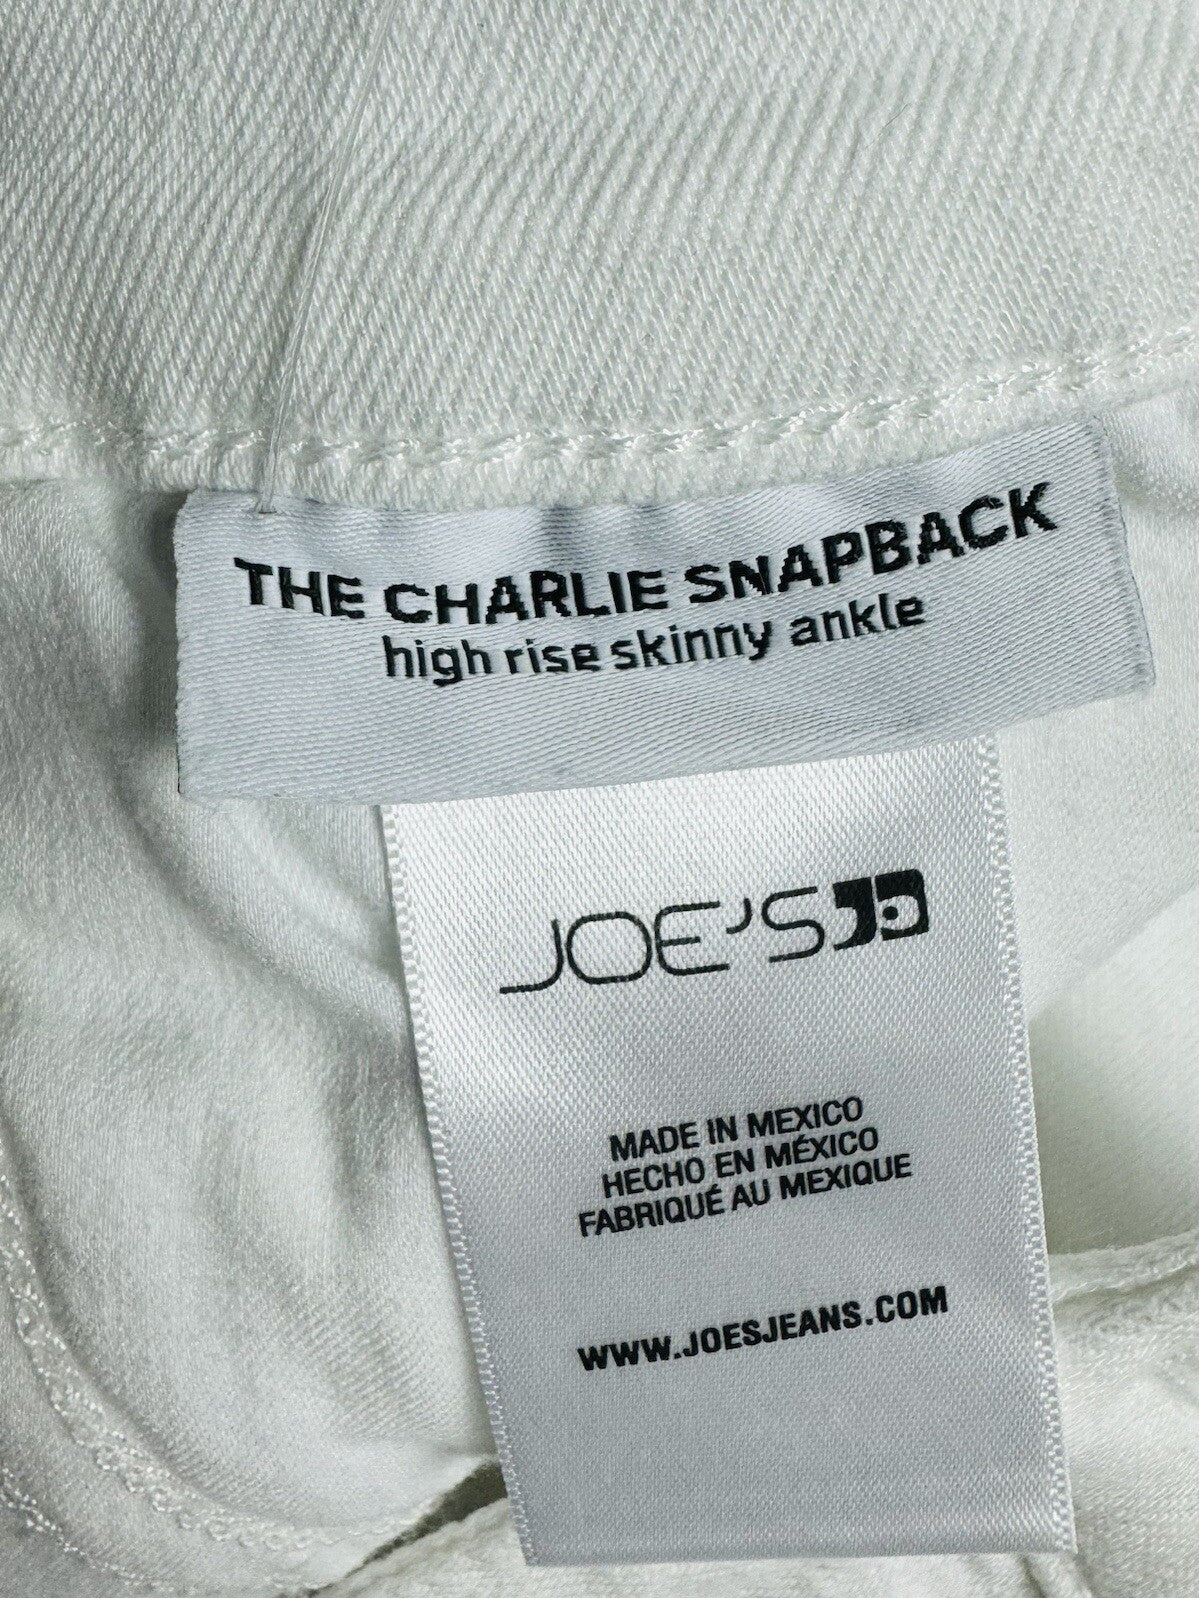 THE CHARLIE SNAPBACK
high rise skinny ankle
JOE'S
MADE IN MEXICO
HECHO EN MÉXICO
FABRIQUÉ AU MEXIQUE
WWW.JOESJEANS.COM